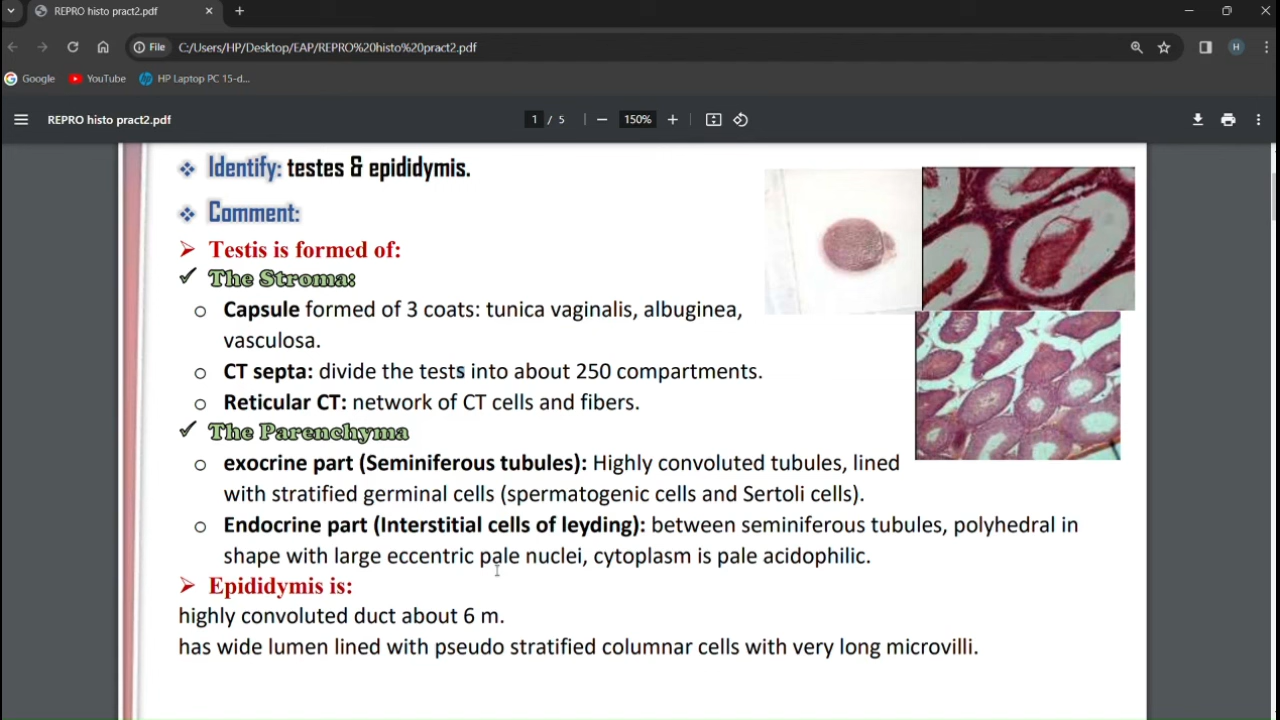 REPRO histo pract2.pdf
File C:/Users/HP/Desktop/EAP/REPRO%20histo%20pract2.pdf
H
Google YouTube HP Laptop PC 15-d...
REPRO histo pract2.pdf 1 / 5 150%
Identify: testes & epididymis.
Comment:
Testis is formed of:
The Stroma:
Capsule formed of 3 coats: tunica vaginalis, albuginea,
vasculosa.
CT septa: divide the tests into about 250 compartments.
Reticular CT: network of CT cells and fibers.
The Parenchyma
exocrine part (Seminiferous tubules): Highly convoluted tubules, lined
with stratified germinal cells (spermatogenic cells and Sertoli cells).
Endocrine part (Interstitial cells of leyding): between seminiferous tubules, polyhedral in
shape with large eccentric pale nuclei, cytoplasm is pale acidophilic.
Epididymis is:
highly convoluted duct about 6 m.
has wide lumen lined with pseudo stratified columnar cells with very long microvilli.